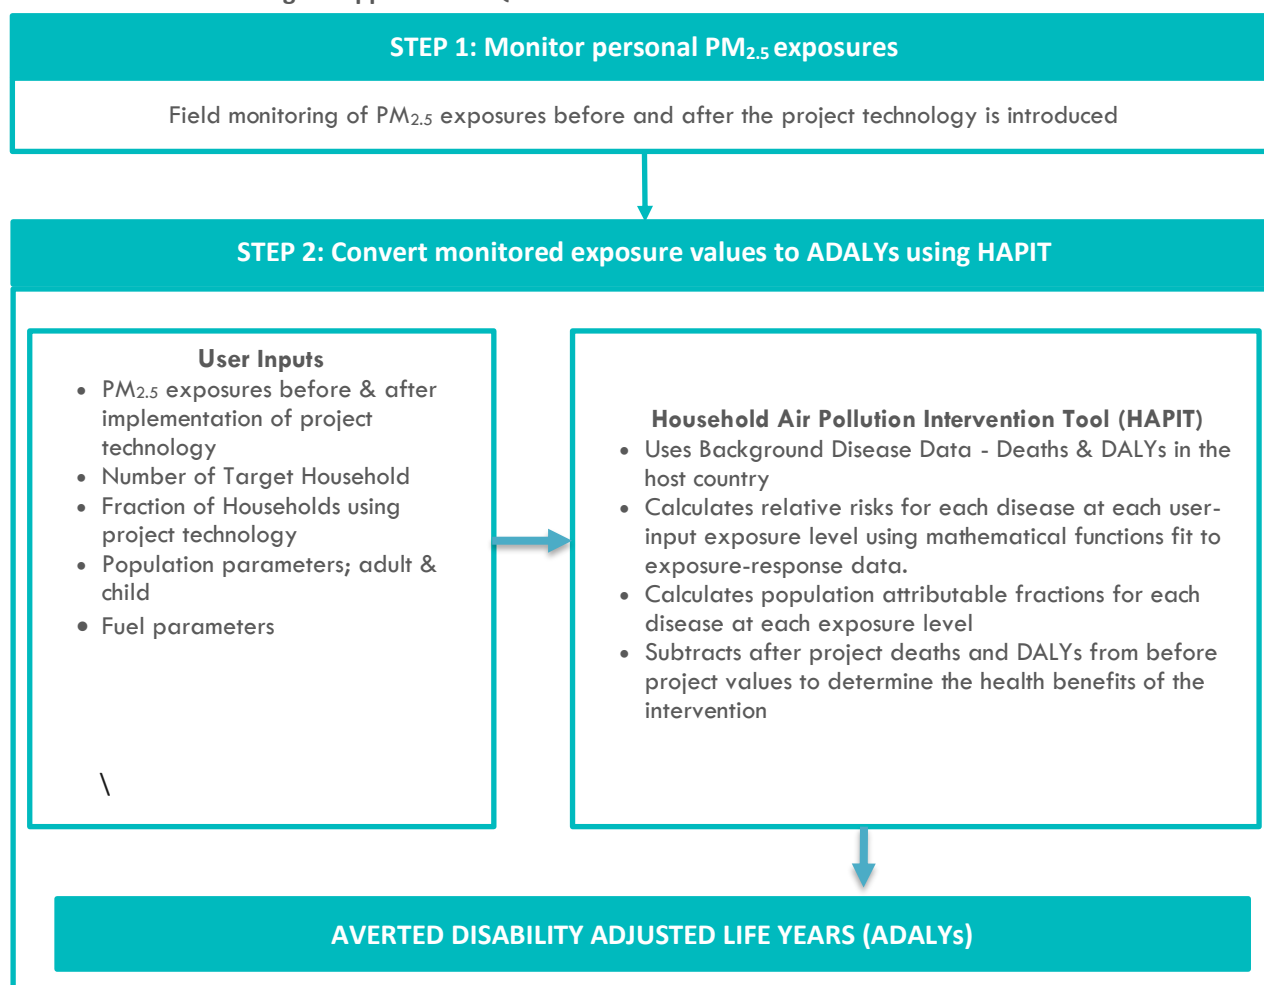 STEP 1: Monitor personal PM2.5 exposures
Field monitoring of PM2.5 exposures before and after the project technology is introduced
STEP 2: Convert monitored exposure values to ADALYs using HAPIT
User Inputs
• PM2.5 exposures before & after
implementation of project
technology
• Number of Target Household
• Fraction of Households using
project technology
• Population parameters; adult &
child
• Fuel parameters
\
Household Air Pollution Intervention Tool (HAPIT)
• Uses Background Disease Data - Deaths & DALYs in the
host country
• Calculates relative risks for each disease at each user-
input exposure level using mathematical functions fit to
exposure-response data.
• Calculates population attributable fractions for each
disease at each exposure level
• Subtracts after project deaths and DALYs from before
project values to determine the health benefits of the
intervention
AVERTED DISABILITY ADJUSTED LIFE YEARS (ADALYs)